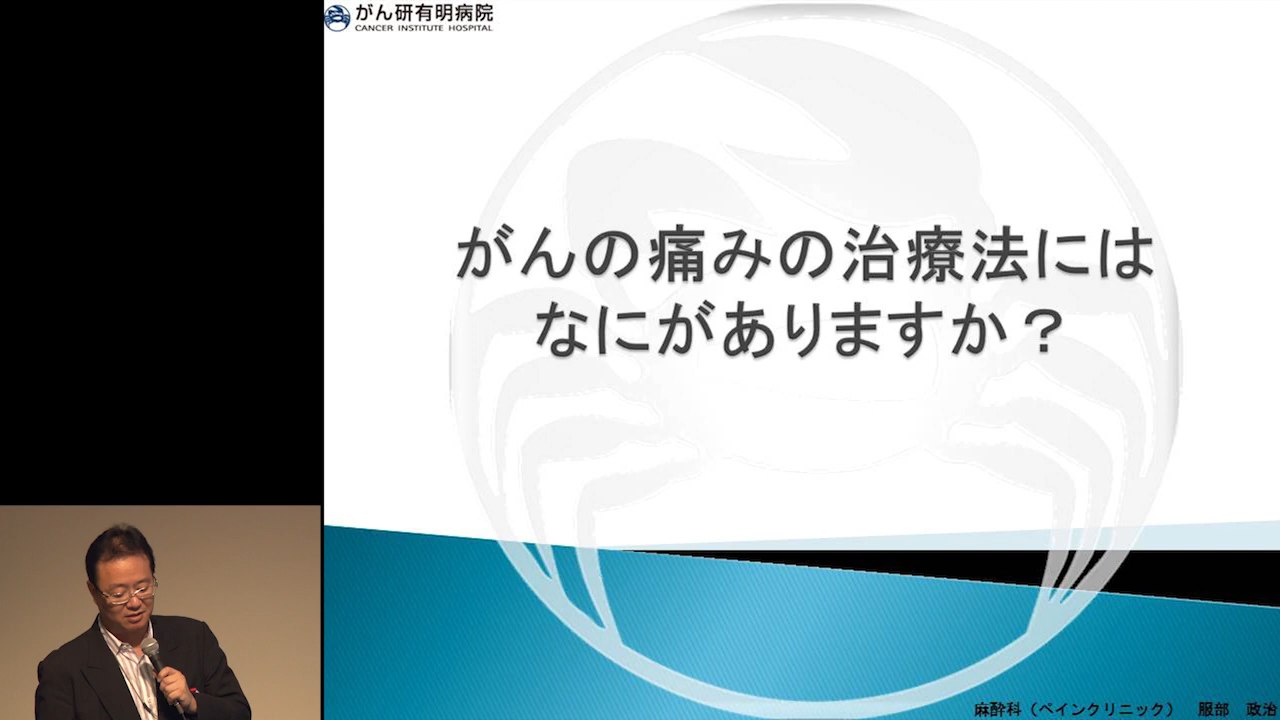 がん研有明病院
CANCER INSTITUTE HOSPITAL
がんの痛みの治療法には
なにがありますか？
麻酔科（ペインクリニック）　服部　政治